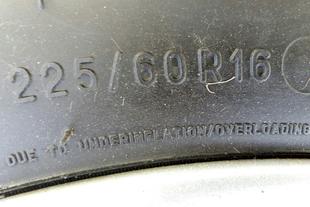 225/60R16
DUE TO UNDERINFLATION/OVERLOADING